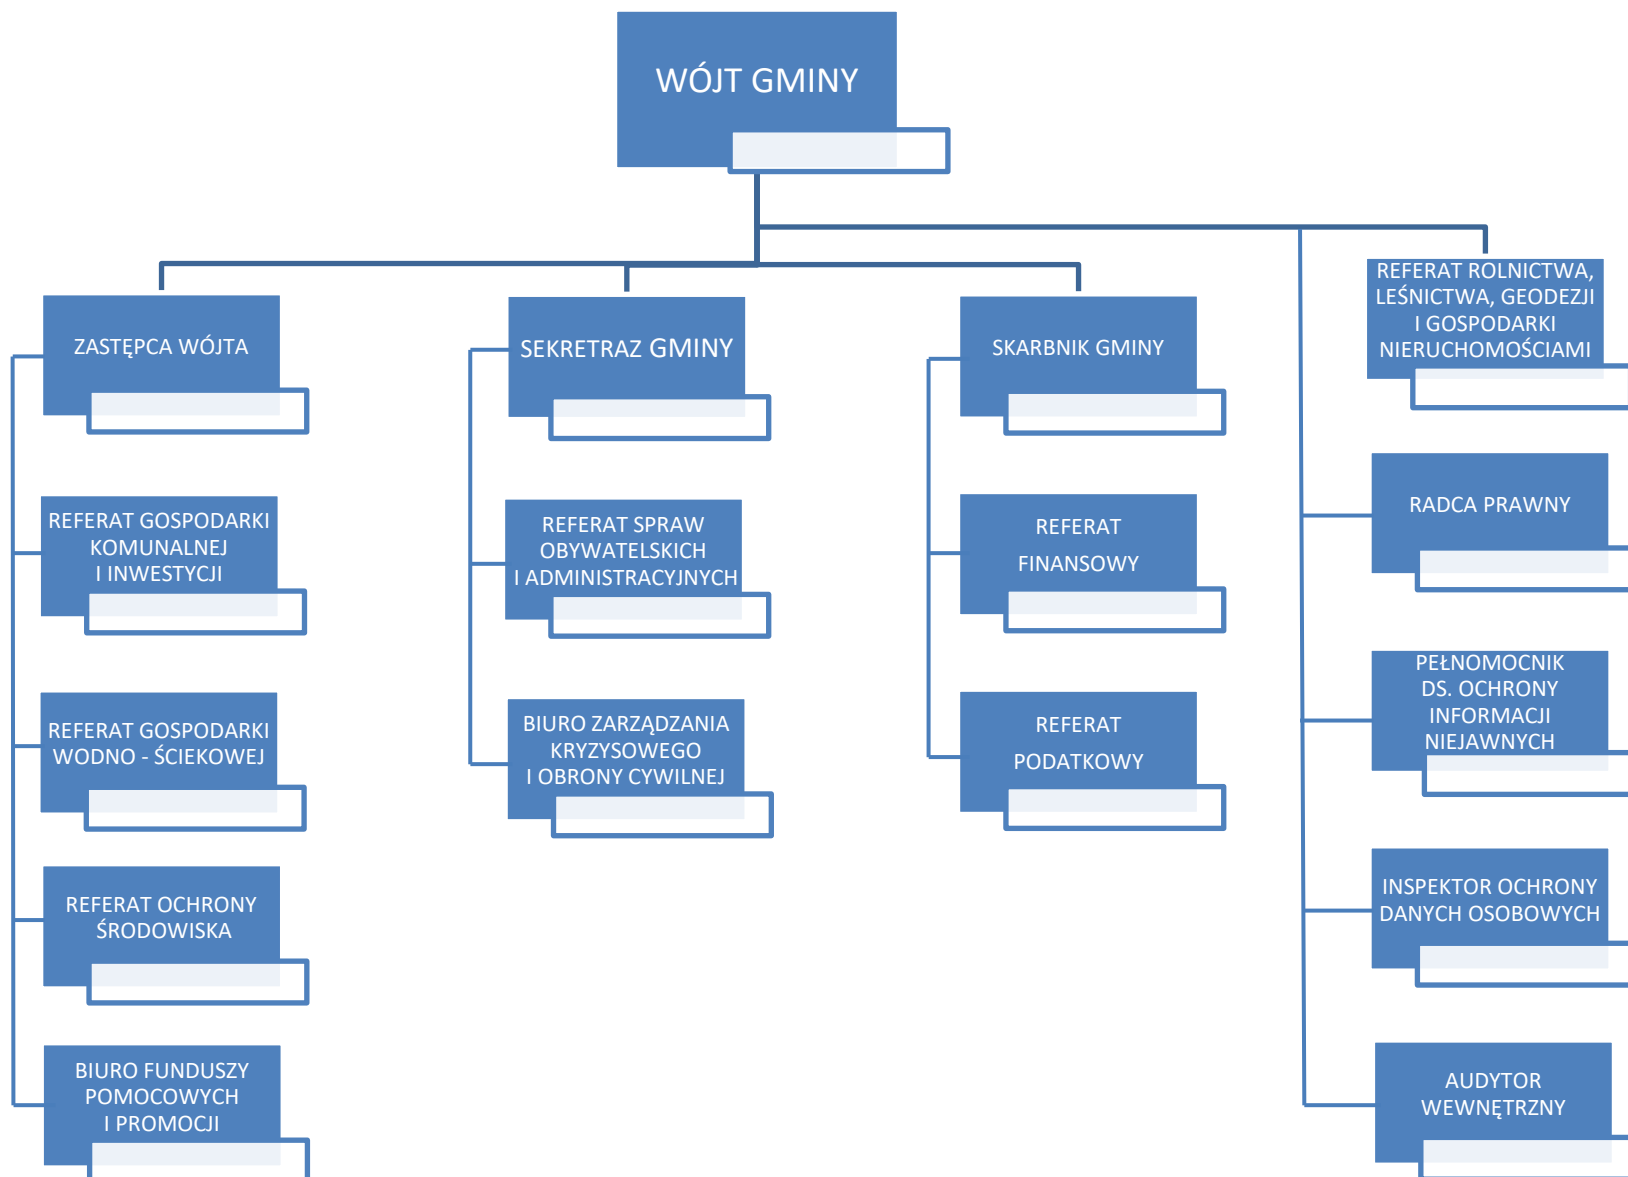 WÓJT GMINY
ZASTĘPCA WÓJTA
REFERAT GOSPODARKI
KOMUNALNEJ
I INWESTYCJI
REFERAT GOSPODARKI
WODNO - ŚCIEKOWEJ
REFERAT OCHRONY
ŚRODOWISKA
BIURO FUNDUSZY
POMOCOWYCH
I PROMOCJI
SEKRETRAZ GMINY
REFERAT SPRAW
OBYWATELSKICH
I ADMINISTRACYJNYCH
BIURO ZARZĄDZANIA
KRYZYSOWEGO
I OBRONY CYWILNEJ
SKARBNIK GMINY
REFERAT
FINANSOWY
REFERAT
PODATKOWY
REFERAT ROLNICTWA,
LEŚNICTWA, GEODEZJI
I GOSPODARKI
NIERUCHOMOŚCIAMI
RADCA PRAWNY
PEŁNOMOCNIK
DS. OCHRONY
INFORMACJI
NIEJAWNYCH
INSPEKTOR OCHRONY
DANYCH OSOBOWYCH
AUDYTOR
WEWNĘTRZNY